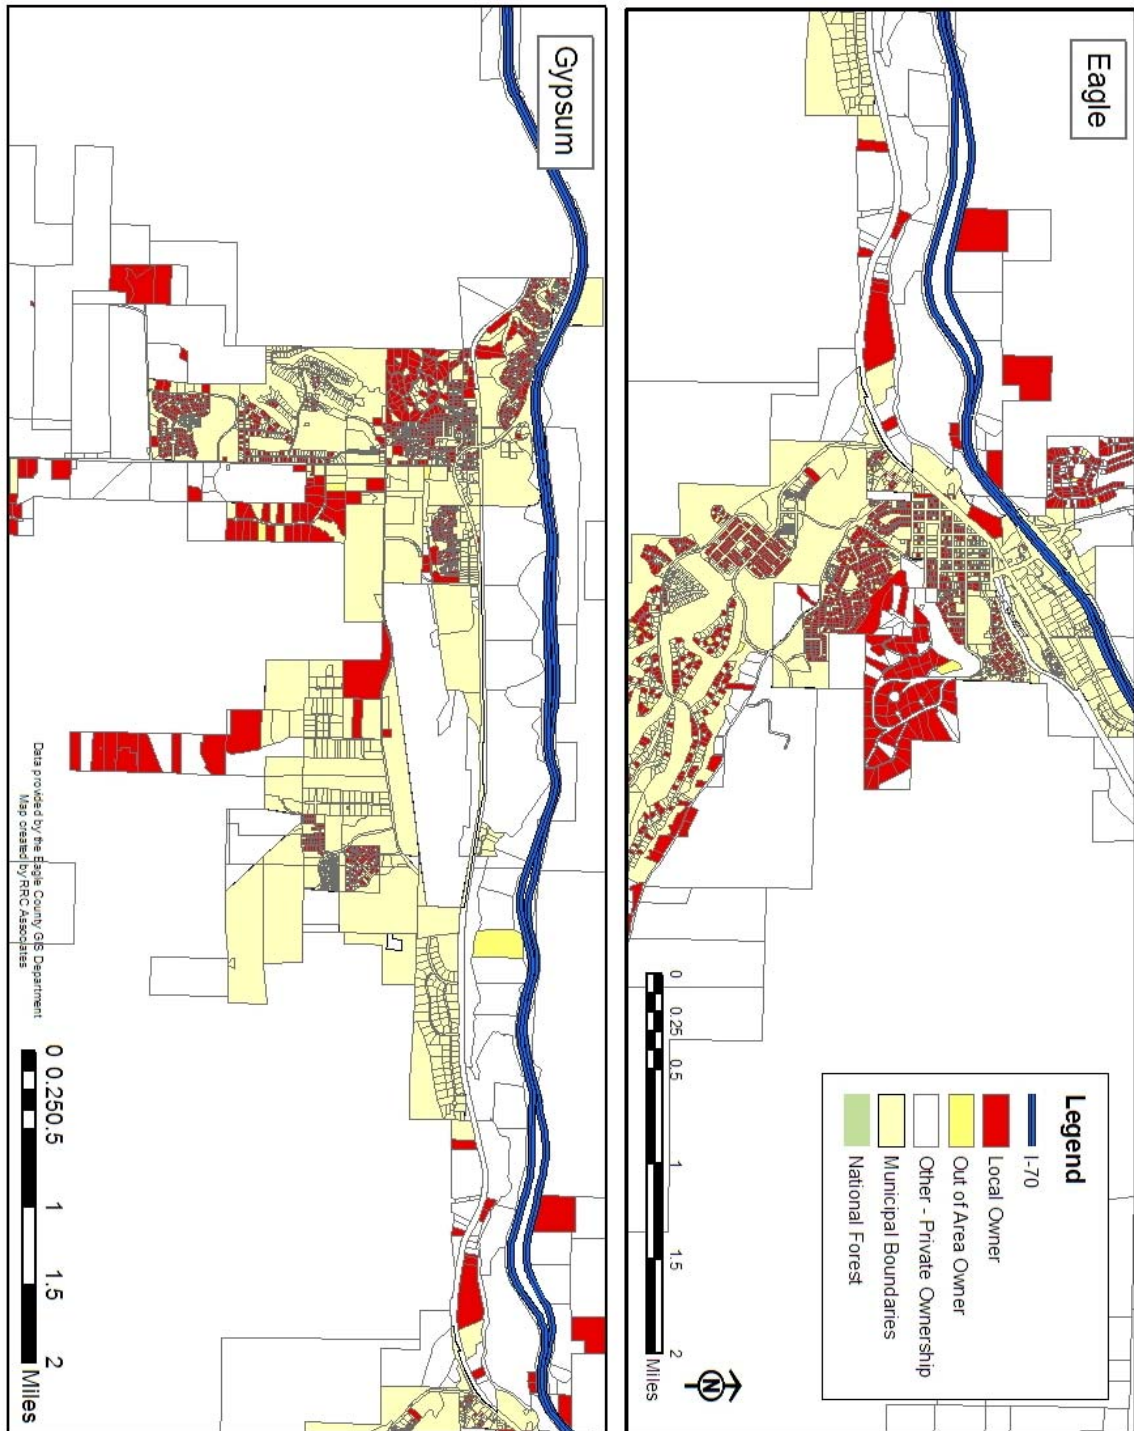 Eagle
Legend
I-70
Local Owner
Out of Area Owner
Other - Private Ownership
Municipal Boundaries
National Forest
N
0 0.25 0.5 1 1.5 2
Miles
Gypsum
Data provided by the Eagle County GIS Department
Map created by RRC Associates
0 0.250.5 1 1.5 2
Miles